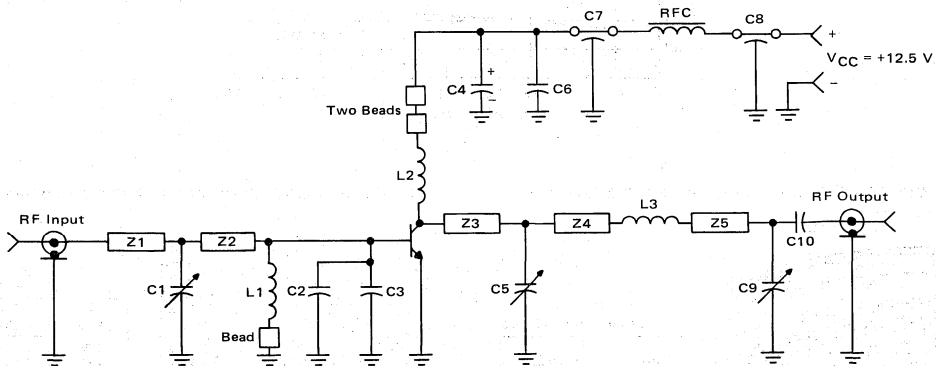 C7
RFC
C8
+
VCC = +12.5 V
−
+
C4
−
C6
Two Beads
L2
RF Input
Z1
Z2
Z3
Z4
L3
Z5
RF Output
C10
C1
L1
C2
C3
C5
C9
Bead